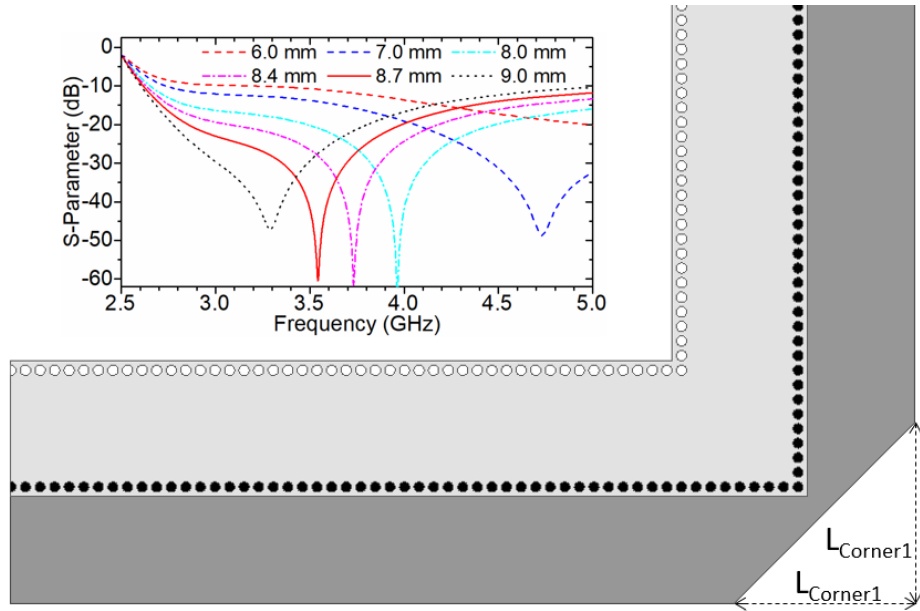 0
-10
-20
-30
-40
-50
-60
S-Parameter (dB)
6.0 mm 7.0 mm 8.0 mm
8.4 mm 8.7 mm 9.0 mm
2.5 3.0 3.5 4.0 4.5 5.0
Frequency (GHz)
LCorner1
LCorner1